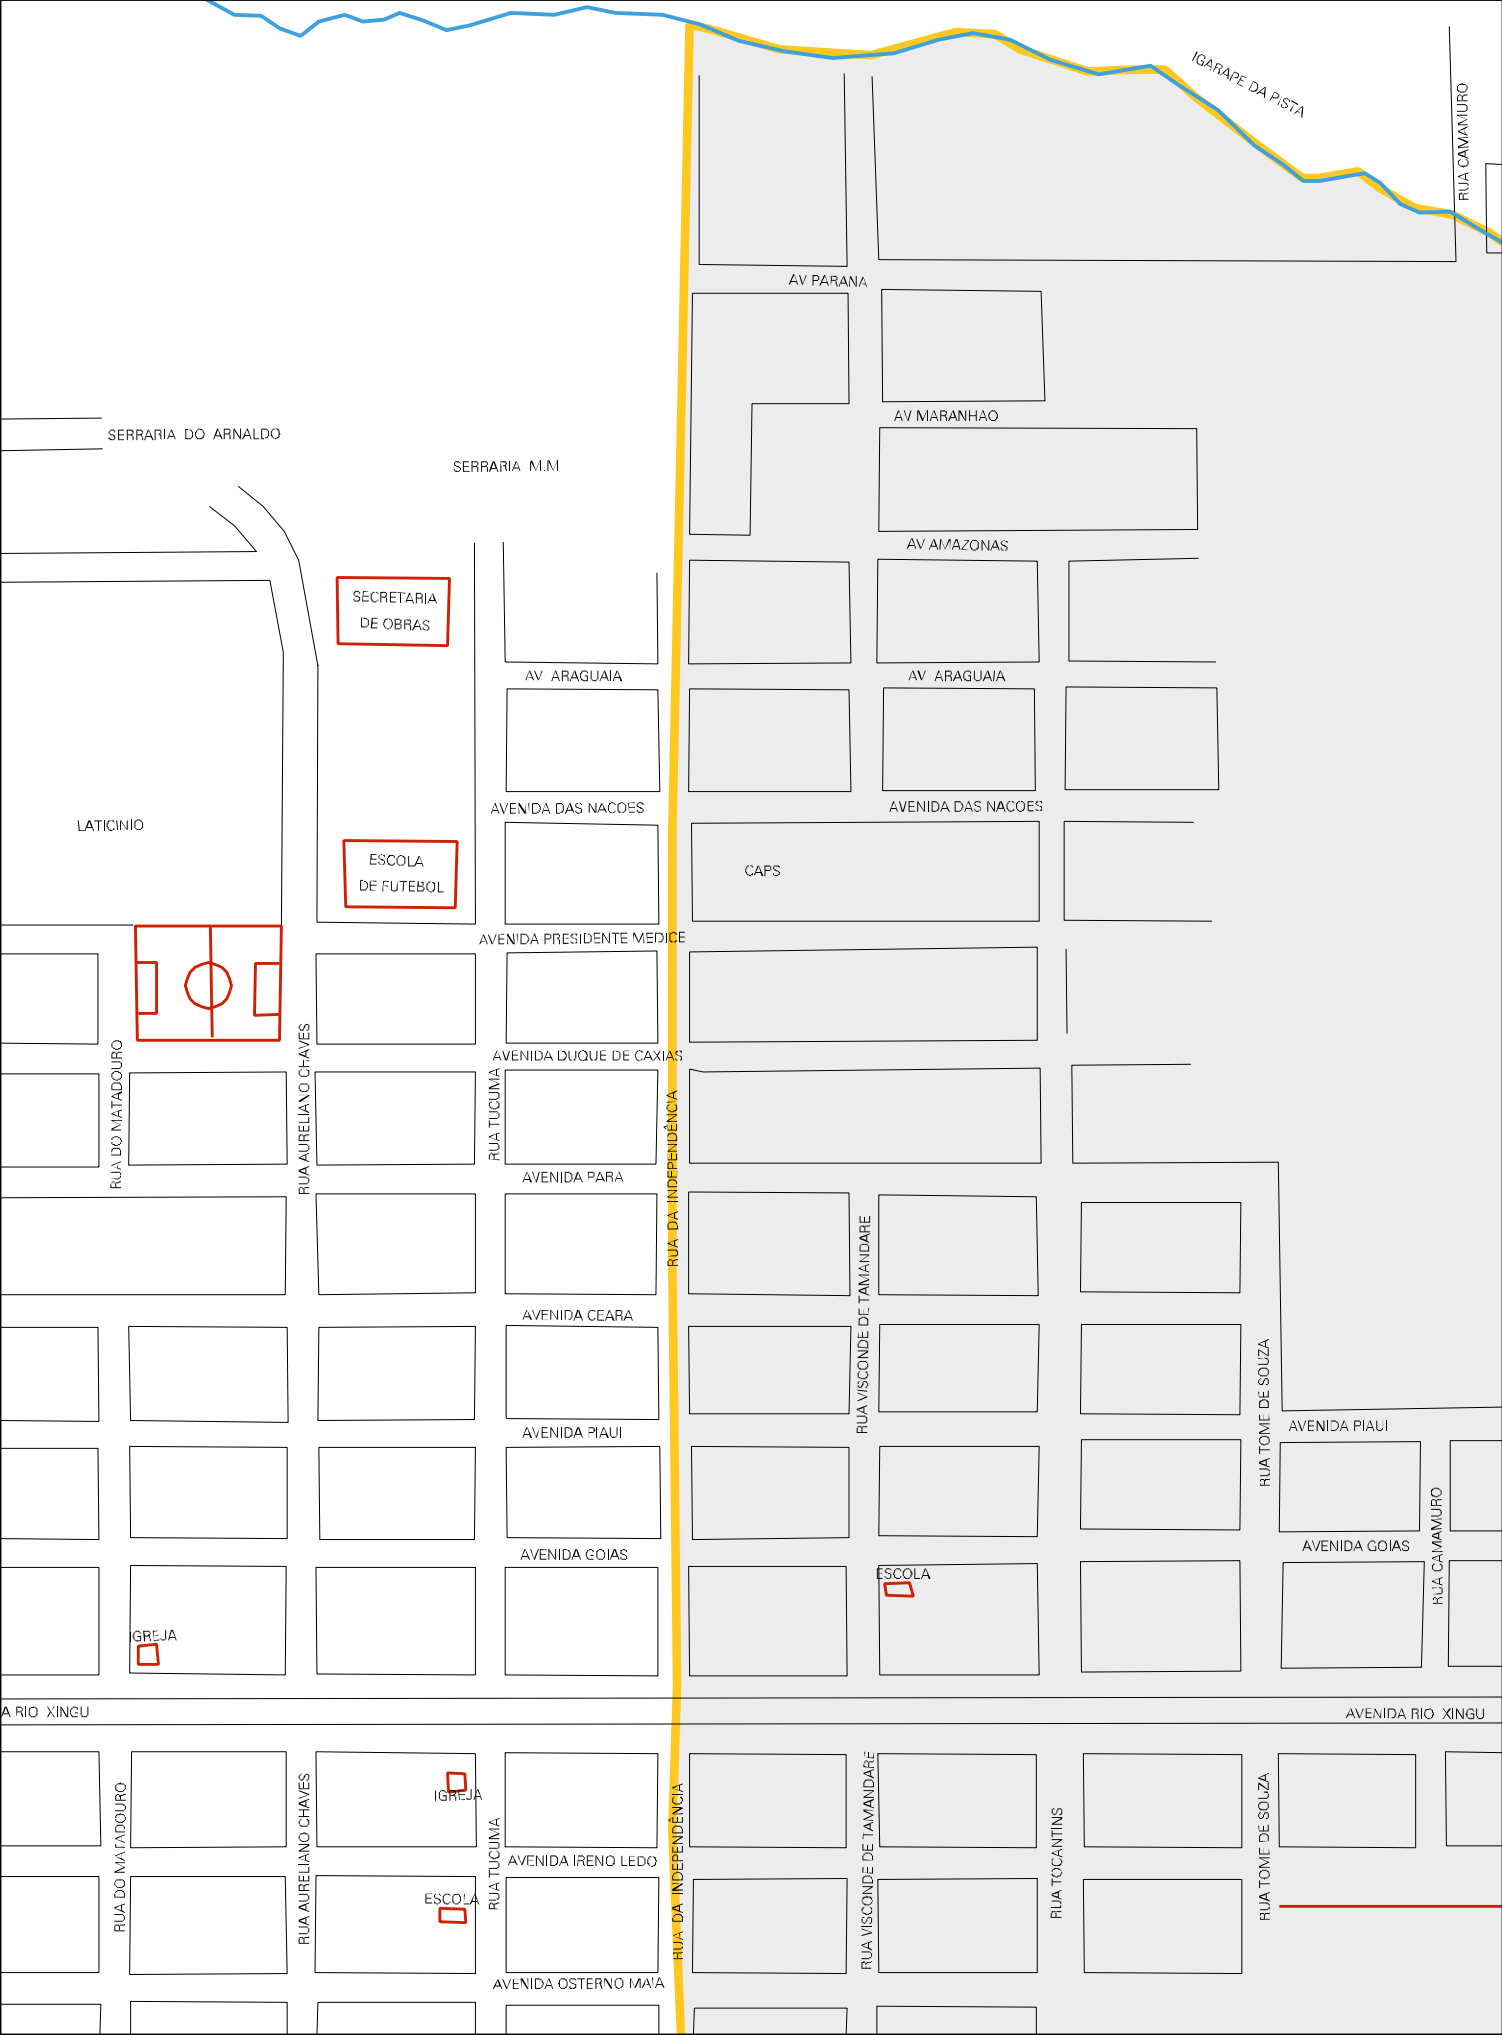 IGARAPE DA PISTA
RUA CAMAMURO
AV PARANA
AV MARANHAO
SERRARIA DO ARNALDO
SERRARIA M.M
AV AMAZONAS
SECRETARIA
DE OBRAS
AV ARAGUAIA
AV ARAGUAIA
AVENIDA DAS NACOES
AVENIDA DAS NACOES
LATICINIO
ESCOLA
DE FUTEBOL
CAPS
AVENIDA PRESIDENTE MEDICE
AVENIDA DUQUE DE CAXIAS
RUA DO MATADOURO
RUA AURELIANO CHAVES
RUA TUCUMA
RUA DA INDEPENDÊNCIA
AVENIDA PARA
RUA VISCONDE DE TAMANDARE
AVENIDA CEARA
RUA TOME DE SOUZA
AVENIDA PIAUI
AVENIDA PIAUI
RUA CAMAMURO
AVENIDA GOIAS
AVENIDA GOIAS
ESCOLA
IGREJA
A RIO XINGU
AVENIDA RIO XINGU
IGREJA
RUA DO MATADOURO
RUA AURELIANO CHAVES
RUA TUCUMA
RUA DA INDEPENDÊNCIA
RUA VISCONDE DE TAMANDARE
RUA TOCANTINS
RUA TOME DE SOUZA
AVENIDA IRENO LEDO
ESCOLA
AVENIDA OSTERNO MAIA